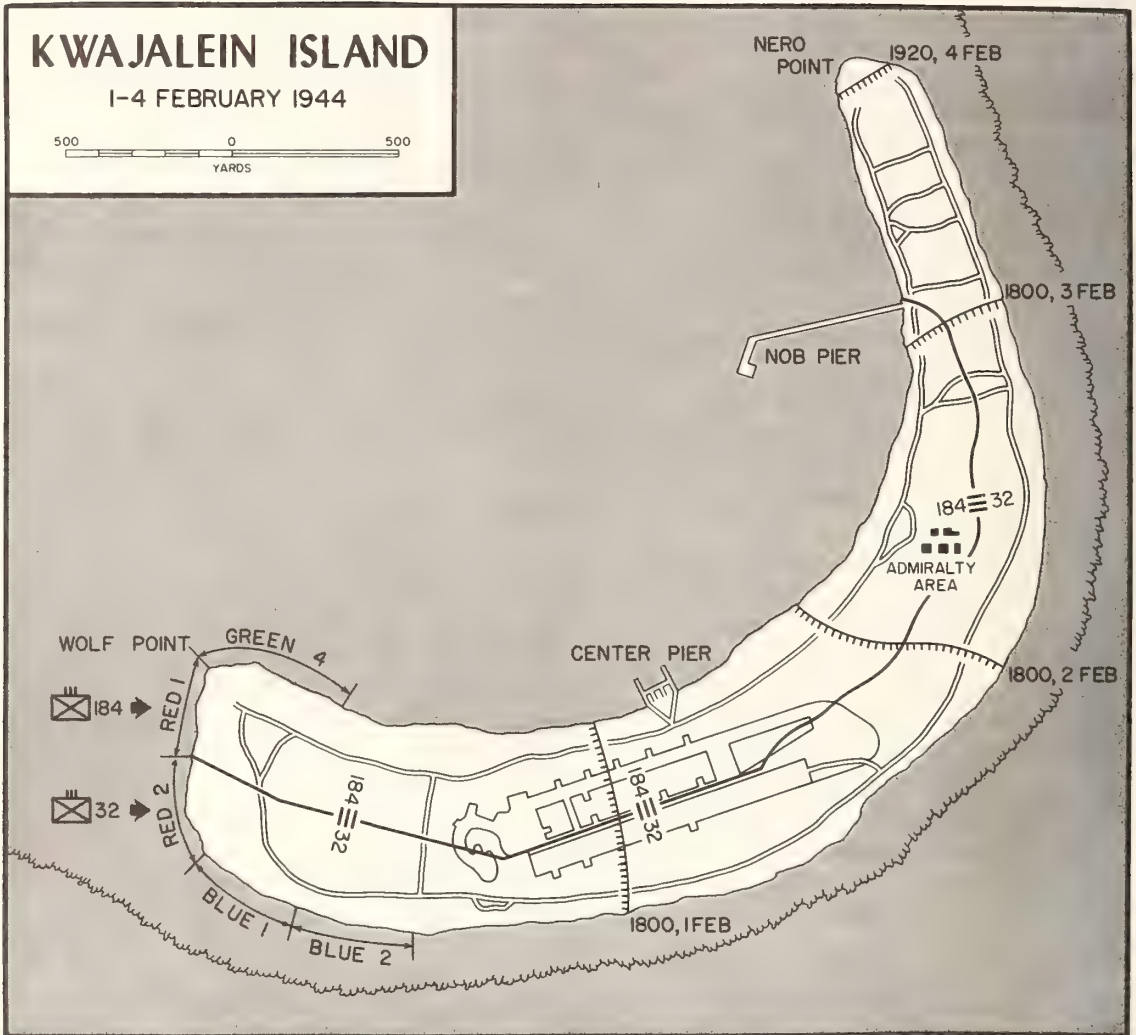 KWAJALEIN ISLAND
1-4 FEBRUARY 1944
500 0 500
YARDS
NERO
POINT
1920, 4 FEB
1800, 3 FEB
NOB PIER
184 32
ADMIRALTY
AREA
WOLF POINT
GREEN 4
CENTER PIER
1800, 2 FEB
184
RED 1
RED 2
32
184 32
184 32
BLUE 1
BLUE 2
1800, 1 FEB